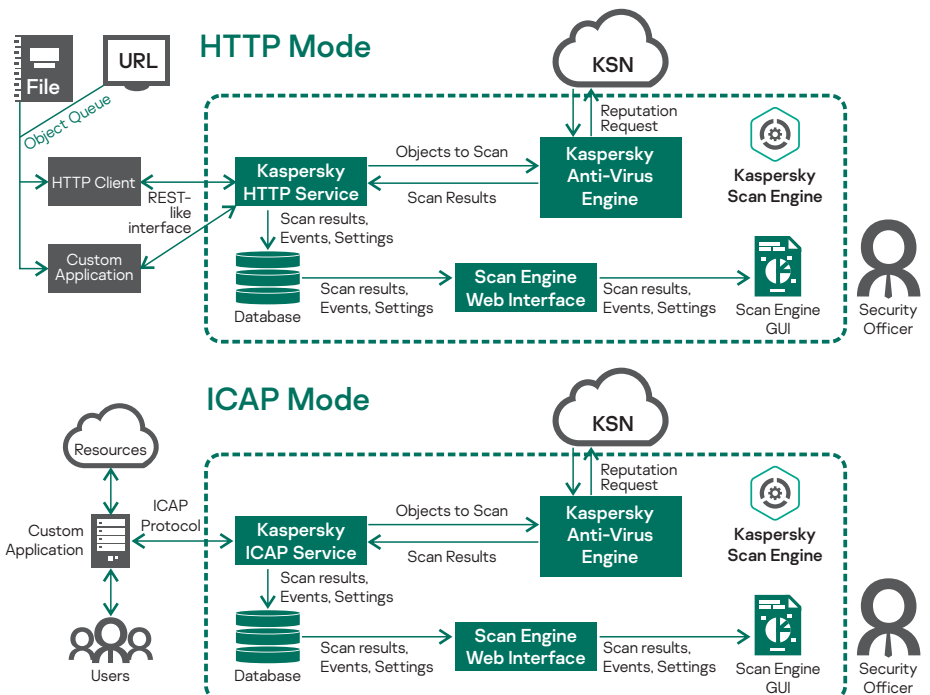 HTTP Mode
File
URL
KSN
Object Queue
Reputation
Request
HTTP Client
REST-
like
interface
Custom
Application
Kaspersky
HTTP Service
Objects to Scan
Scan Results
Kaspersky
Anti-Virus
Engine
Kaspersky
Scan Engine
Scan results,
Events, Settings
Database
Scan results,
Events, Settings
Scan Engine
Web Interface
Scan results,
Events, Settings
Scan Engine
GUI
Security
Officer
ICAP Mode
KSN
Resources
Reputation
Request
Custom
Application
ICAP
Protocol
Kaspersky
ICAP Service
Objects to Scan
Scan Results
Kaspersky
Anti-Virus
Engine
Kaspersky
Scan Engine
Scan results,
Events, Settings
Users
Database
Scan results,
Events, Settings
Scan Engine
Web Interface
Scan results,
Events, Settings
Scan Engine
GUI
Security
Officer